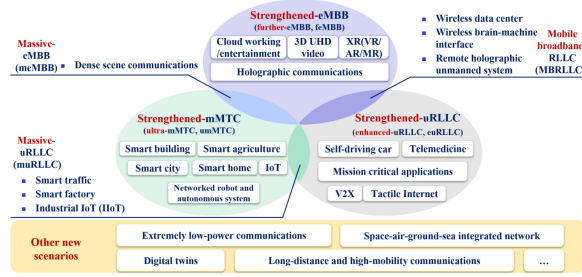 Strengthened-eMBB
(further-eMBB, feMBB)
Cloud working
/entertainment
3D UHD
video
XR(VR/
AR/MR)
Holographic communications
Massive-
eMBB
(meMBB)
Dense scene communications
Wireless data center
Wireless brain-machine
interface
Remote holographic
unmanned system
Mobile broadband
RLLC
(MBRLLC)
Strengthened-mMTC
(ultra-mMTC, umMTC)
Smart building
Smart agriculture
Smart city
Smart home
IoT
Networked robot and
autonomous system
Strengthened-uRLLC
(enhanced-uRLLC, euRLLC)
Self-driving car
Telemedicine
Mission critical applications
V2X
Tactile Internet
Massive-
uRLLC
(muRLLC)
Smart traffic
Smart factory
Industrial IoT (IIoT)
Other new
scenarios
Extremely low-power communications
Space-air-ground-sea integrated network
Digital twins
Long-distance and high-mobility communications
...